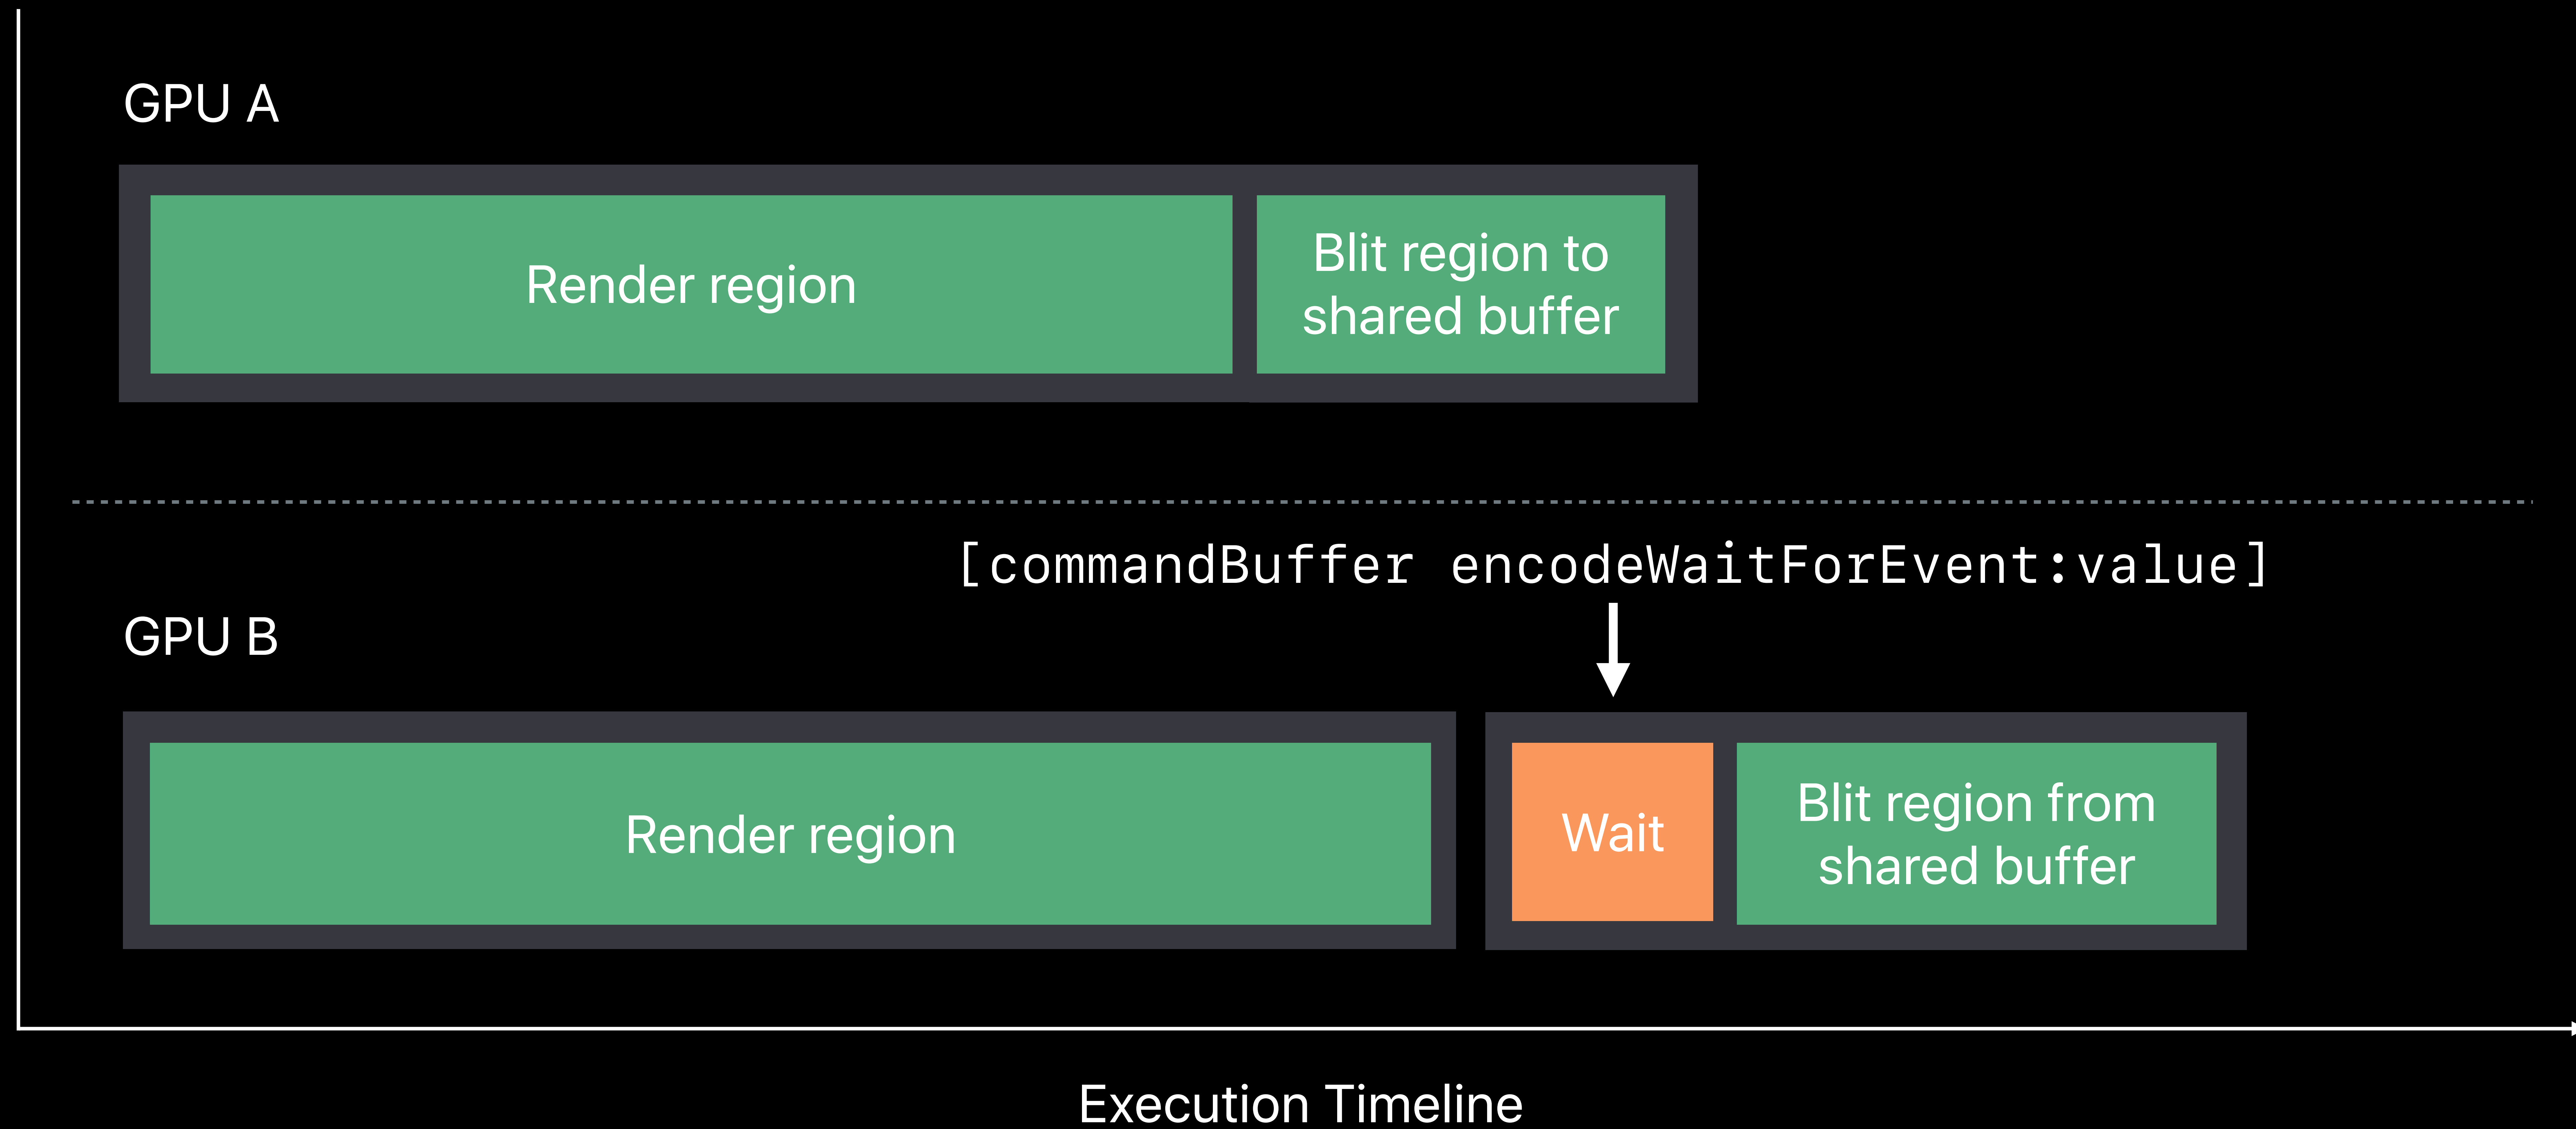 GPU A
Render region
Blit region to
shared buffer
[commandBuffer encodeWaitForEvent:value]
GPU B
Render region
Wait
Blit region from
shared buffer
Execution Timeline